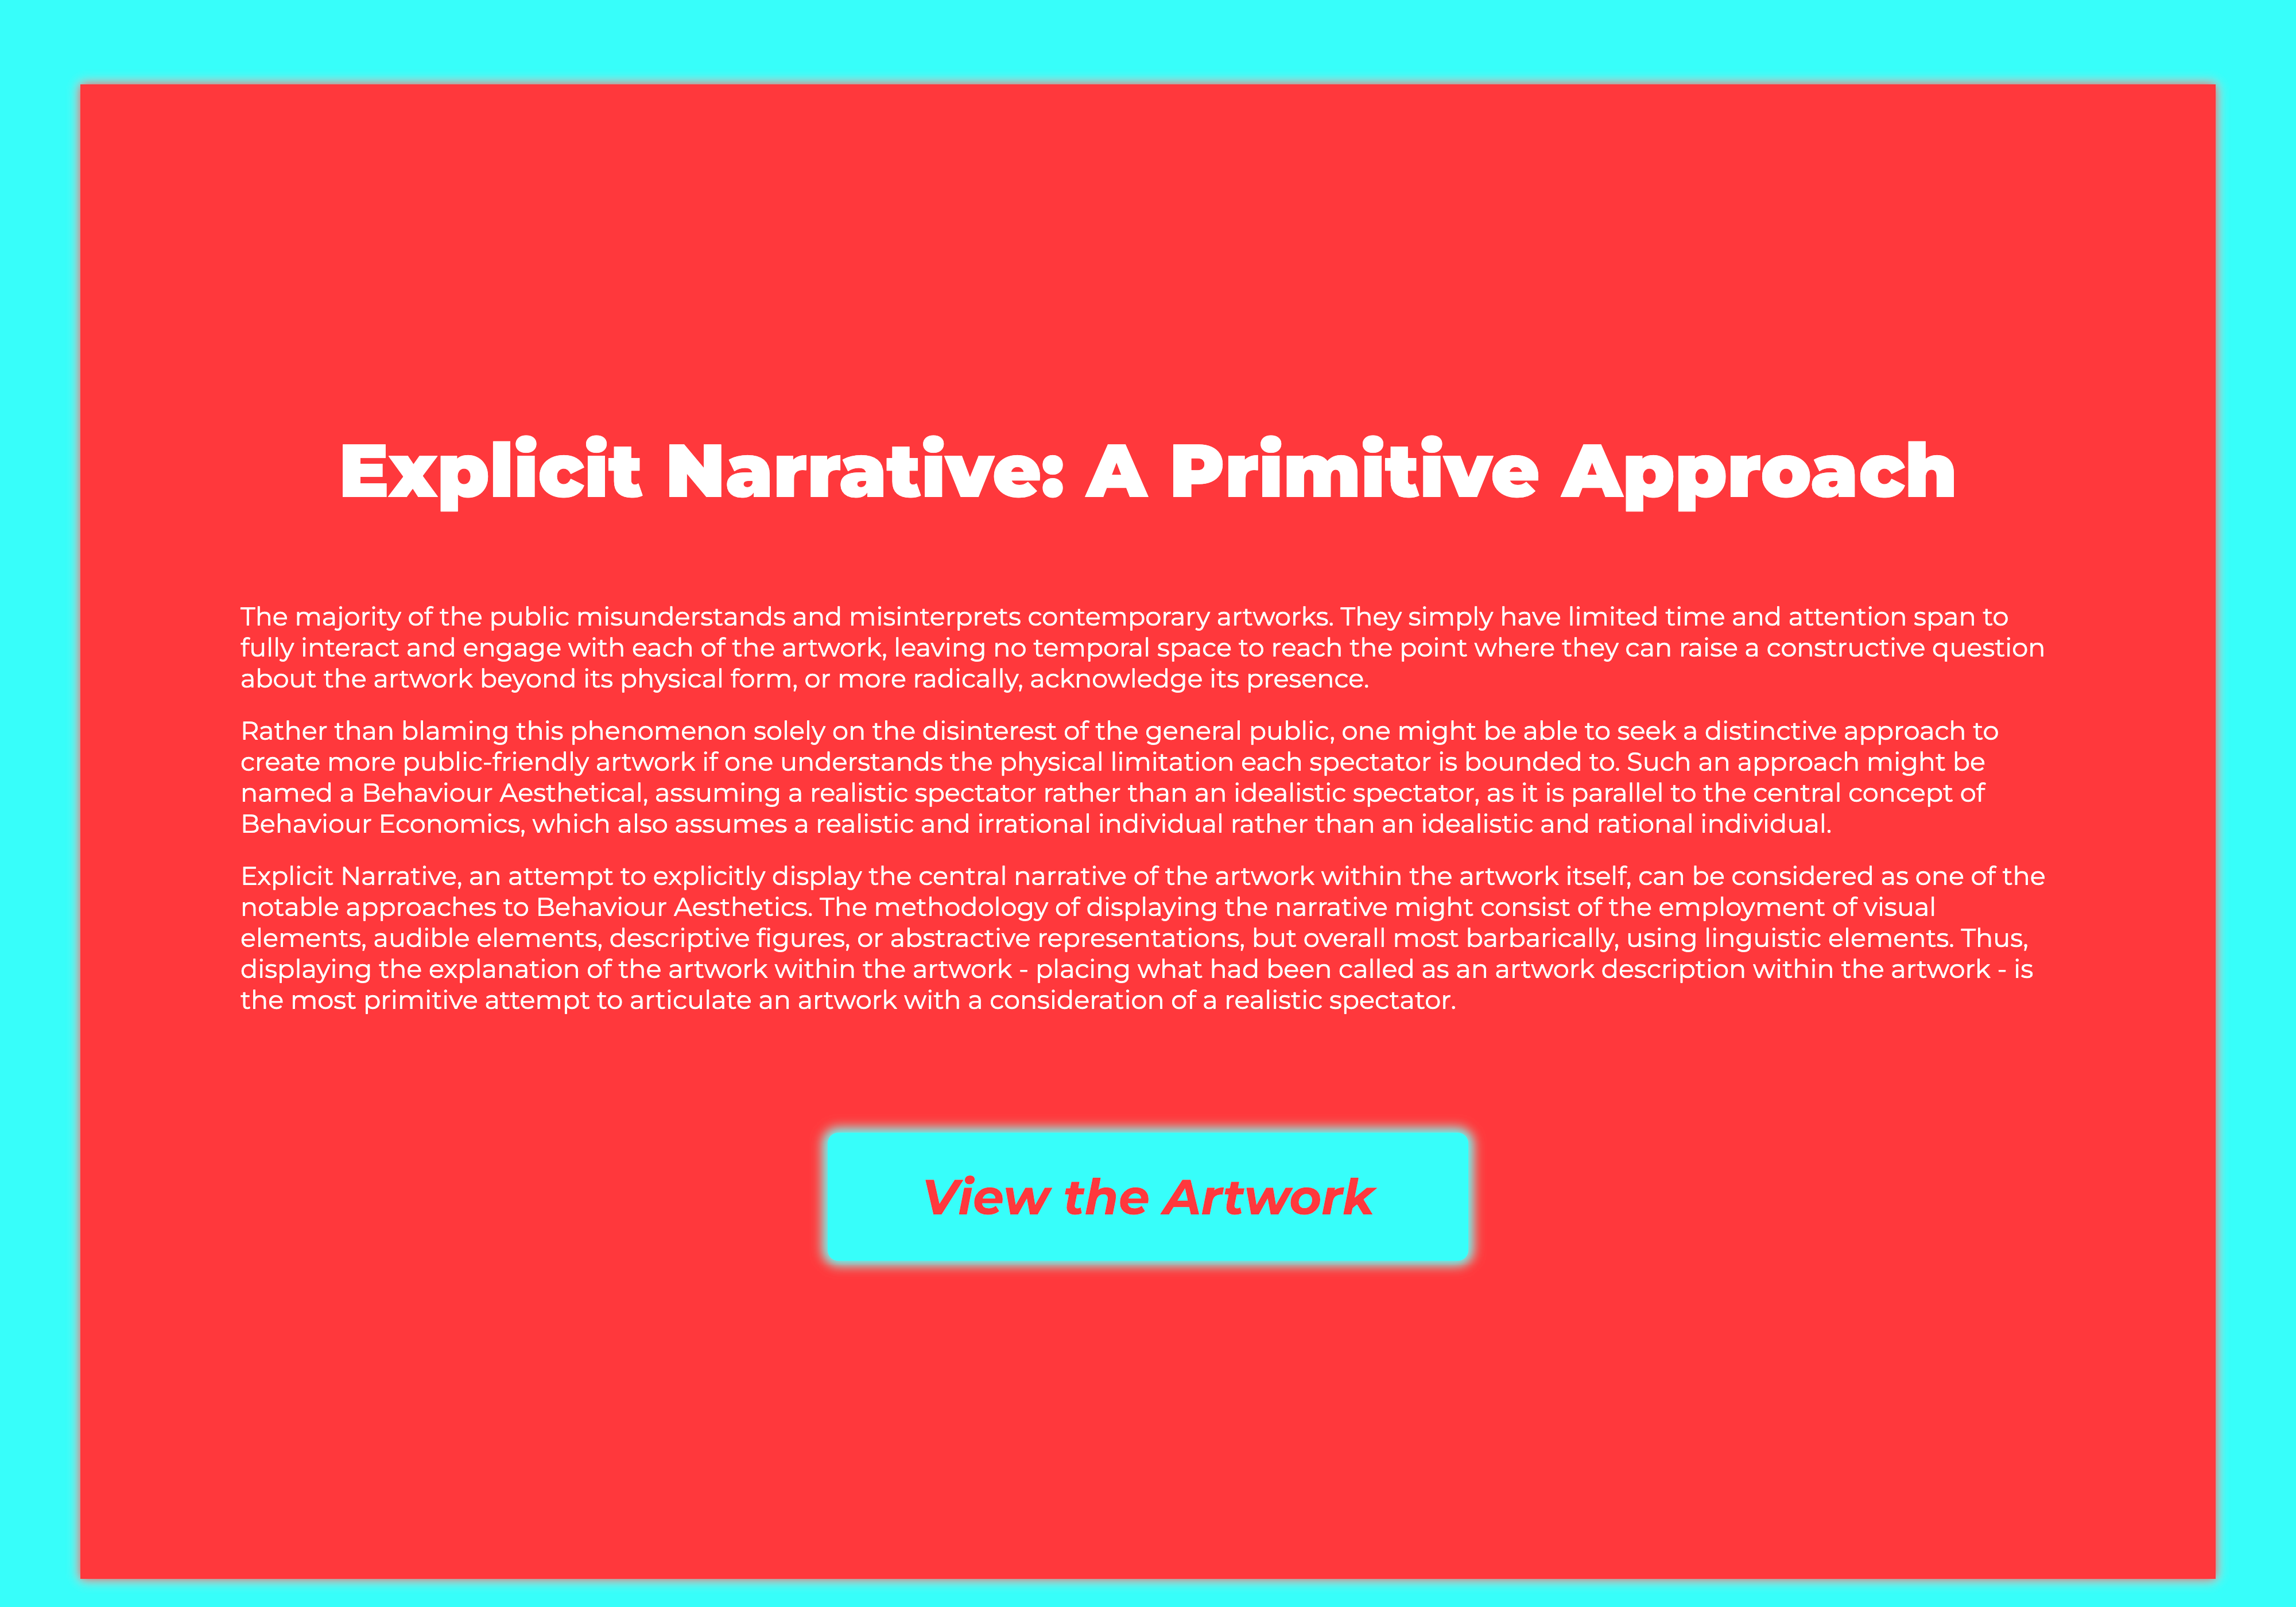 Explicit Narrative: A Primitive Approach
The majority of the public misunderstands and misinterprets contemporary artworks. They simply have limited time and attention span to
fully interact and engage with each of the artwork, leaving no temporal space to reach the point where they can raise a constructive question
about the artwork beyond its physical form, or more radically, acknowledge its presence.
Rather than blaming this phenomenon solely on the disinterest of the general public, one might be able to seek a distinctive approach to
create more public-friendly artwork if one understands the physical limitation each spectator is bounded to. Such an approach might be
named a Behaviour Aesthetical, assuming a realistic spectator rather than an idealistic spectator, as it is parallel to the central concept of
Behaviour Economics, which also assumes a realistic and irrational individual rather than an idealistic and rational individual.
Explicit Narrative, an attempt to explicitly display the central narrative of the artwork within the artwork itself, can be considered as one of the
notable approaches to Behaviour Aesthetics. The methodology of displaying the narrative might consist of the employment of visual
elements, audible elements, descriptive figures, or abstractive representations, but overall most barbarically, using linguistic elements. Thus,
displaying the explanation of the artwork within the artwork - placing what had been called as an artwork description within the artwork - is
the most primitive attempt to articulate an artwork with a consideration of a realistic spectator.
View the Artwork